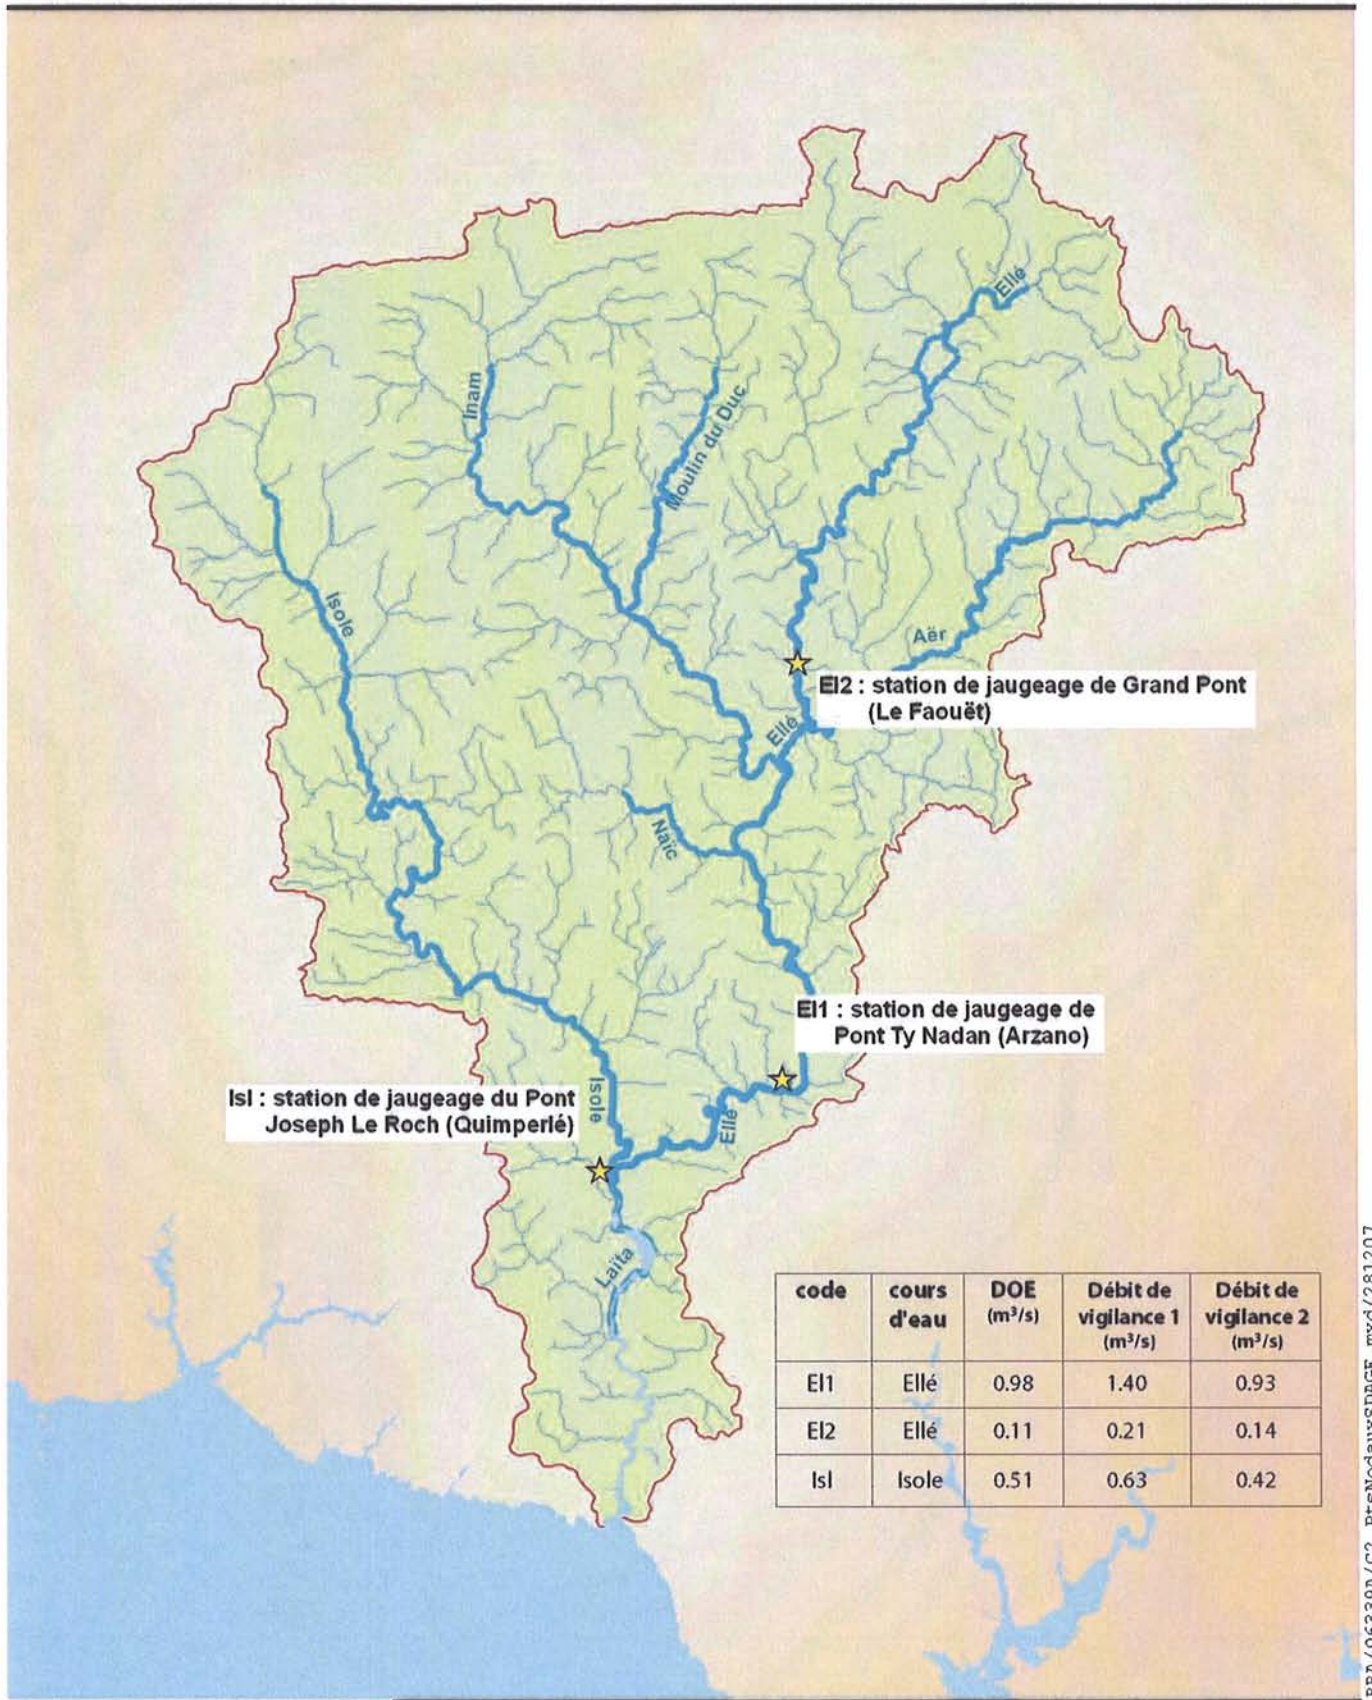 Ellé
Inam
Moulin du Duc
Isole
Aër
El2 : station de jaugeage de Grand Pont
(Le Faouët)
Ellé
Naïc
El1 : station de jaugeage de
Pont Ty Nadan (Arzano)
Isl : station de jaugeage du Pont
Joseph Le Roch (Quimperlé)
Isole
Ellé
Laïta
code cours d'eau DOE (m³/s) Débit de vigilance 1 (m³/s) Débit de vigilance 2 (m³/s)
El1 Ellé 0.98 1.40 0.93
El2 Ellé 0.11 0.21 0.14
Isl Isole 0.51 0.63 0.42